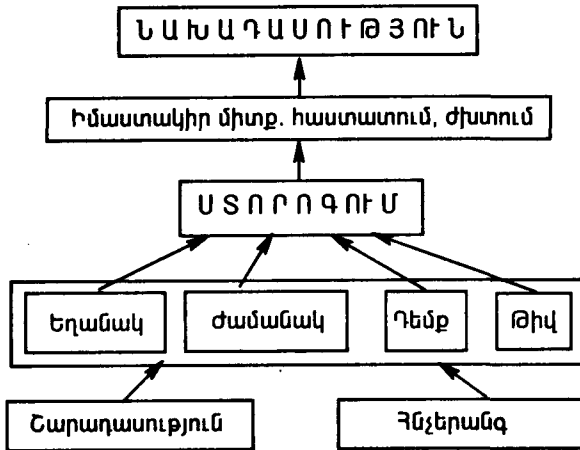 ՆԱԽԱԴԱՍՈՒԹՅՈՒՆ
Իմաստակիր միտք. հաստատում, ժխտում
ՍՏՈՐՈԳՈՒՄ
Եղանակ Ժամանակ Դեմք Թիվ
Շարադասություն Հնչերանգ